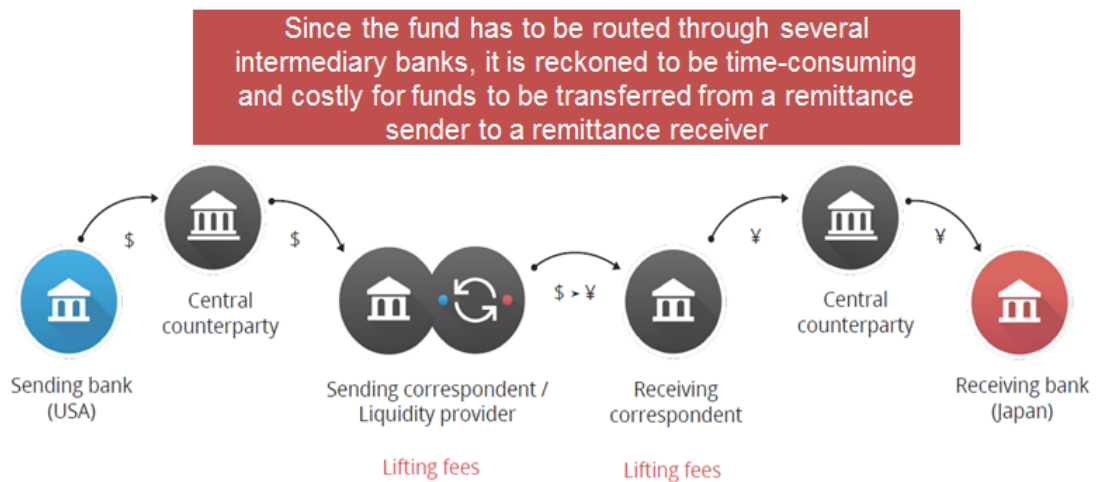 Since the fund has to be routed through several
intermediary banks, it is reckoned to be time-consuming
and costly for funds to be transferred from a remittance
sender to a remittance receiver
$
$
$ ➤ ¥
¥
¥
Sending bank
(USA)
Central
counterparty
Sending correspondent /
Liquidity provider
Lifting fees
Receiving
correspondent
Lifting fees
Central
counterparty
Receiving bank
(Japan)